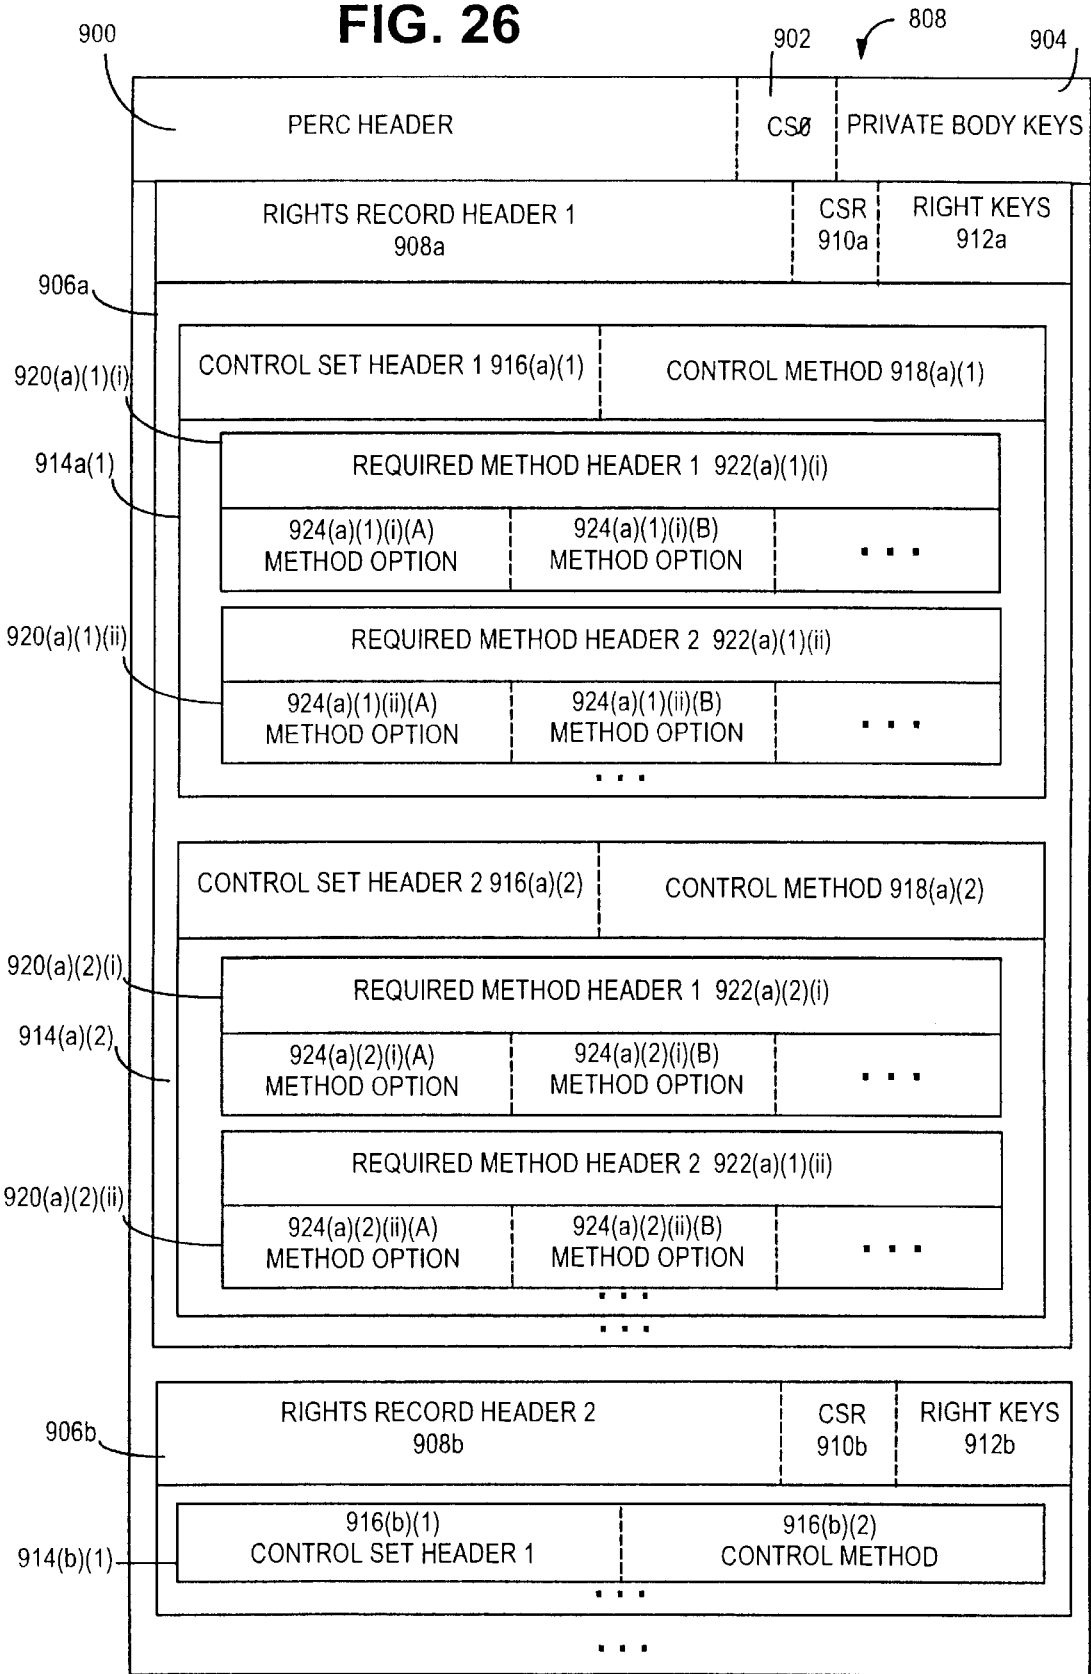 FIG. 26
900
902
808
904
PERC HEADER
CS0
PRIVATE BODY KEYS
RIGHTS RECORD HEADER 1
908a
CSR
910a
RIGHT KEYS
912a
906a
CONTROL SET HEADER 1 916(a)(1)
CONTROL METHOD 918(a)(1)
920(a)(1)(i)
914a(1)
REQUIRED METHOD HEADER 1 922(a)(1)(i)
924(a)(1)(i)(A)
METHOD OPTION
924(a)(1)(i)(B)
METHOD OPTION
...
920(a)(1)(ii)
REQUIRED METHOD HEADER 2 922(a)(1)(ii)
924(a)(1)(ii)(A)
METHOD OPTION
924(a)(1)(ii)(B)
METHOD OPTION
...
...
CONTROL SET HEADER 2 916(a)(2)
CONTROL METHOD 918(a)(2)
920(a)(2)(i)
914(a)(2)
REQUIRED METHOD HEADER 1 922(a)(2)(i)
924(a)(2)(i)(A)
METHOD OPTION
924(a)(2)(i)(B)
METHOD OPTION
...
920(a)(2)(ii)
REQUIRED METHOD HEADER 2 922(a)(1)(ii)
924(a)(2)(ii)(A)
METHOD OPTION
924(a)(2)(ii)(B)
METHOD OPTION
...
...
...
906b
RIGHTS RECORD HEADER 2
908b
CSR
910b
RIGHT KEYS
912b
914(b)(1)
916(b)(1)
CONTROL SET HEADER 1
916(b)(2)
CONTROL METHOD
...
...